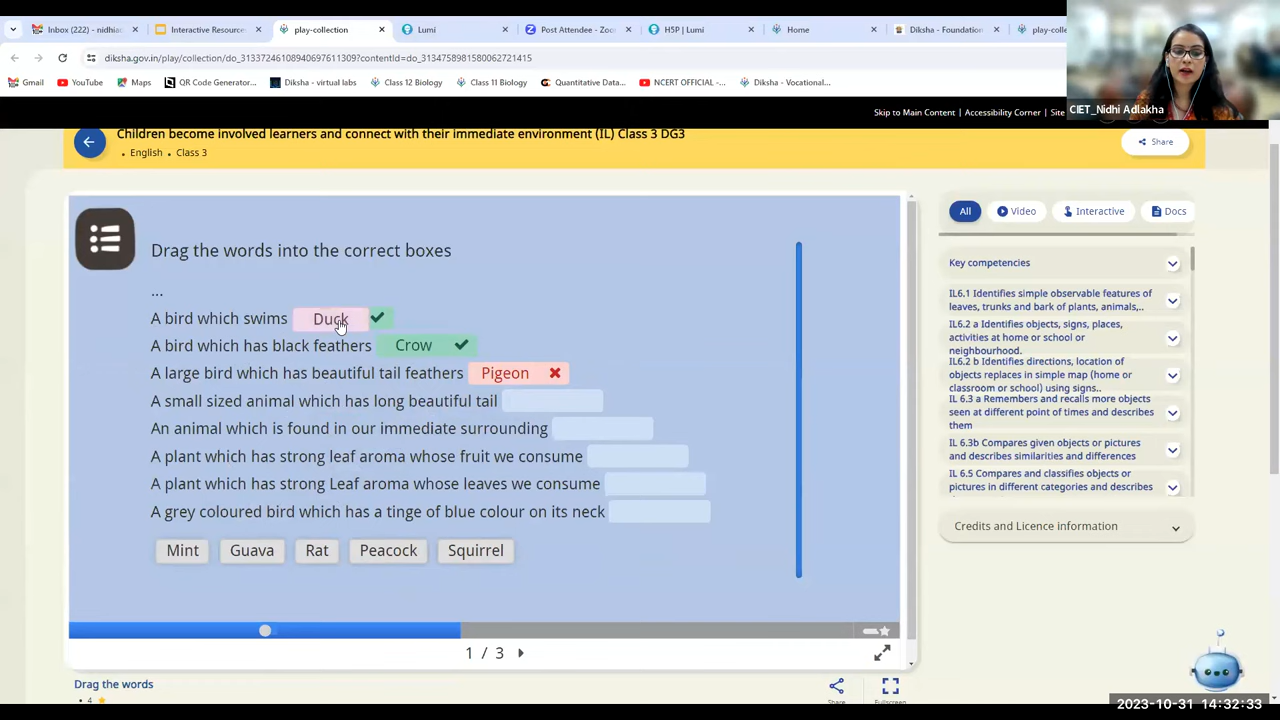 Inbox (222) - nidhiad
Interactive Resource
play-collection
Lumi
Post Attendee - Zoo
H5P | Lumi
Home
Diksha - Foundation
play-colle
diksha.gov.in/play/collection/do_31337246108940697611309?contentId=do_3134758981589062721415
Gmail
YouTube
Maps
QR Code Generator...
Diksha - virtual labs
Class 12 Biology
Class 11 Biology
Quantitative Data...
NCERT OFFICIAL -...
Diksha - Vocational...
CIET_Nidhi Adlakha
Skip to Main Content | Accessibility Corner | Site
Children become involved learners and connect with their immediate environment (IL) Class 3 DG3
• English • Class 3
Share
Drag the words into the correct boxes
...
A bird which swims Duck
A bird which has black feathers Crow
A large bird which has beautiful tail feathers Pigeon
A small sized animal which has long beautiful tail
An animal which is found in our immediate surrounding
A plant which has strong leaf aroma whose fruit we consume
A plant which has strong Leaf aroma whose leaves we consume
A grey coloured bird which has a tinge of blue colour on its neck
Mint Guava Rat Peacock Squirrel
1 / 3
Drag the words
• 4
Share
Fullscreen
All
Video
Interactive
Docs
Key competencies
IL6.1 Identifies simple observable features of
leaves, trunks and bark of plants, animals,..
IL6.2 a Identifies objects, signs, places,
activities at home or school or
neighbourhood.
IL6.2 b Identifies directions, location of
objects replaces in simple map (home or
classroom or school) using signs..
IL 6.3 a Remembers and recalls more objects
seen at different point of times and describes
them
IL 6.3b Compares given objects or pictures
and describes similarities and differences
IL 6.5 Compares and classifies objects or
pictures in different categories and describes
Credits and Licence information
2023-10-31 14:32:33